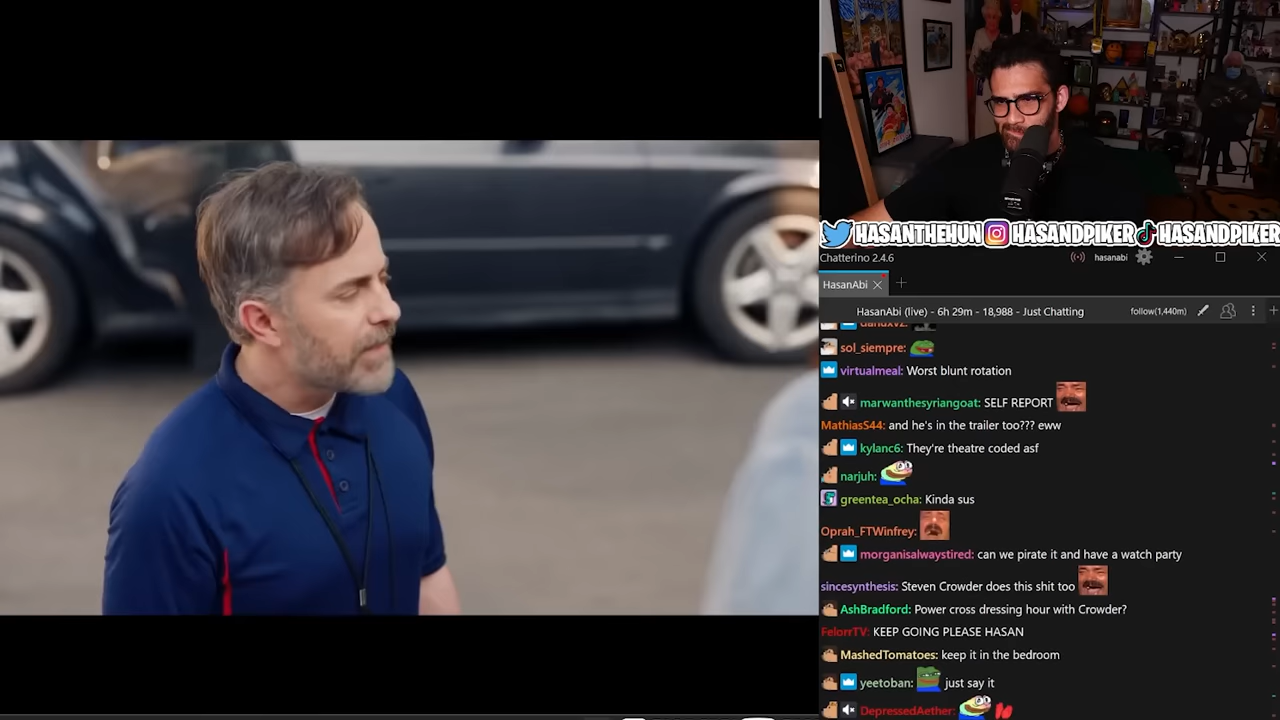 HASANTHEHUN HASANDPIKER HASANDPIKER
Chatterino 2.4.6
hasanabi
HasanAbi
HasanAbi (live) - 6h 29m - 18,988 - Just Chatting
follow(1,440m)
sol_siempre:
virtualmeal: Worst blunt rotation
marwanthesyriangoat: SELF REPORT
MathiasS44: and he's in the trailer too??? eww
kylanc6: They're theatre coded asf
narjuh:
greentea_ocha: Kinda sus
Oprah_FTWinfrey:
morganisalwaystired: can we pirate it and have a watch party
sincesynthesis: Steven Crowder does this shit too
AshBradford: Power cross dressing hour with Crowder?
FelorrTV: KEEP GOING PLEASE HASAN
MashedTomatoes: keep it in the bedroom
yeetoban: just say it
DepressedAether: